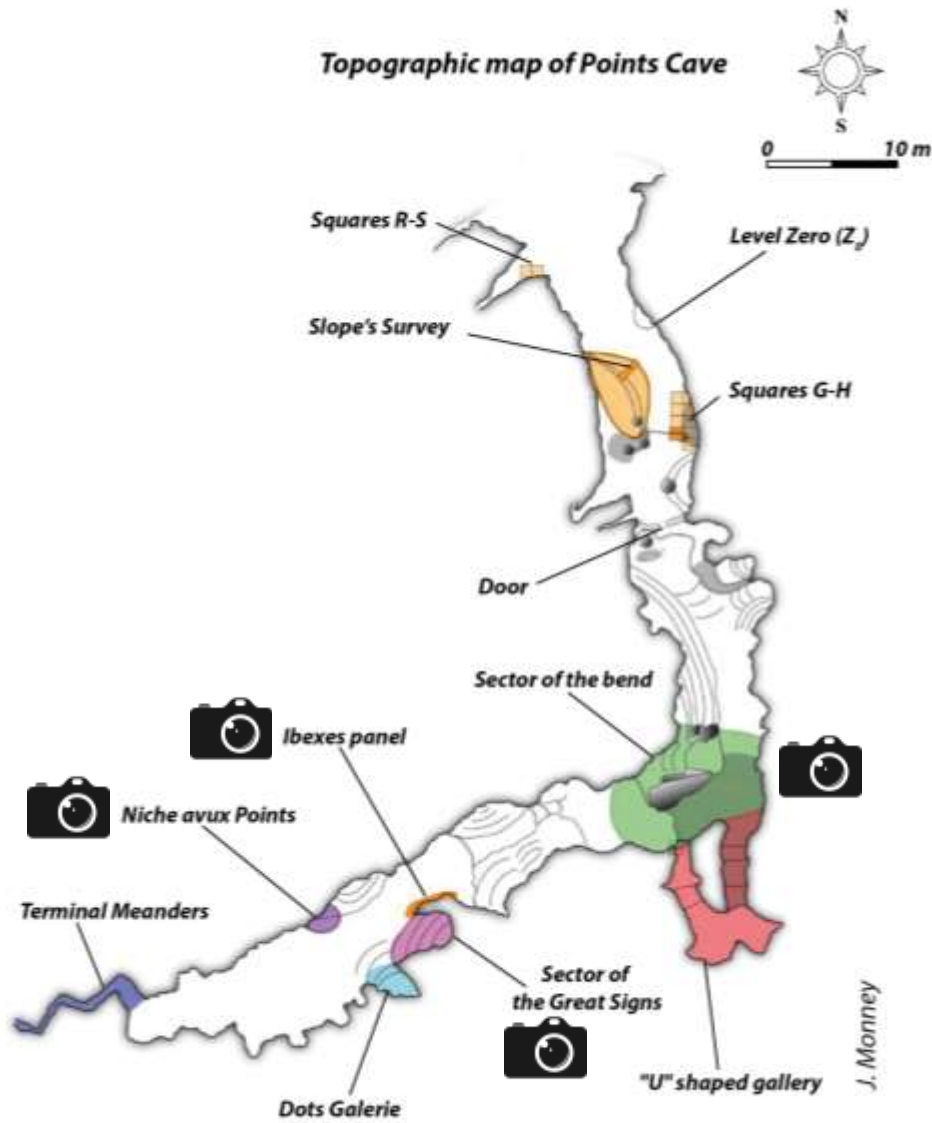 Topographic map of Points Cave
N
S
0 10 m
Squares R-S
Level Zero (Z₀)
Slope's Survey
Squares G-H
Door
Sector of the bend
Ibexes panel
Niche avux Points
Terminal Meanders
Sector of
the Great Signs
"U" shaped gallery
Dots Galerie
J. Monney